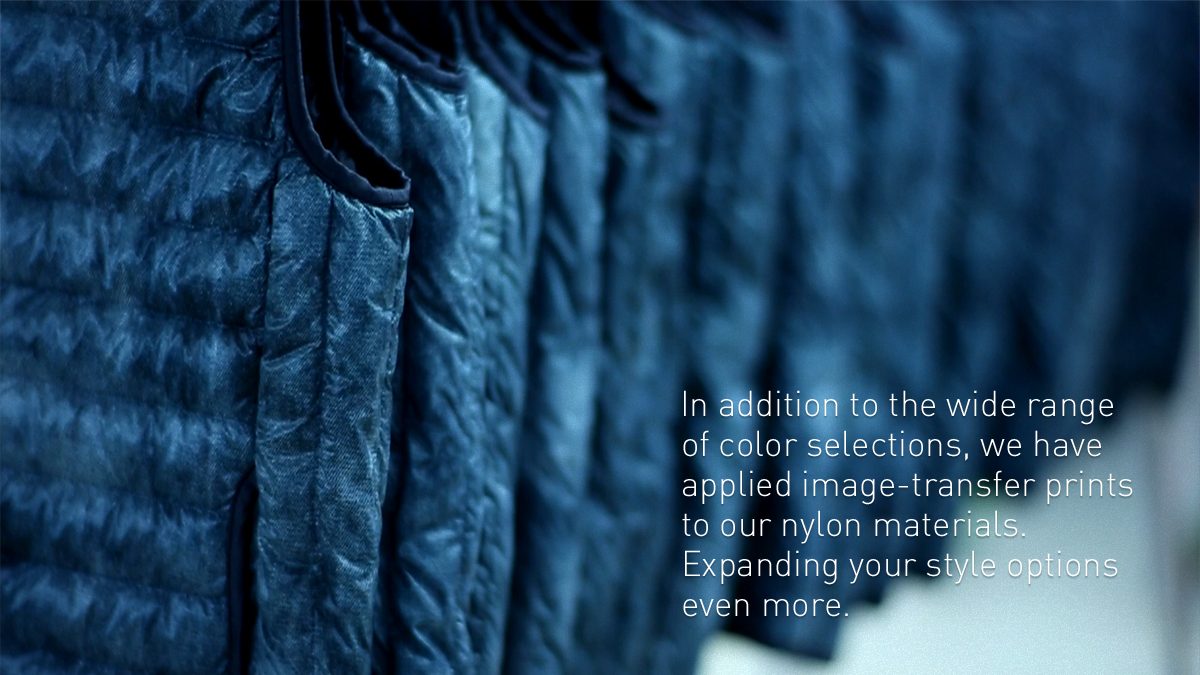 In addition to the wide range
of color selections, we have
applied image-transfer prints
to our nylon materials.
Expanding your style options
even more.